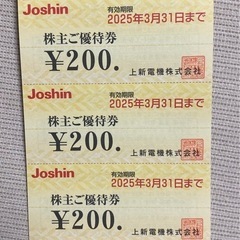 Joshin
有効期限
2025年3月31日まで
株主ご優待券
¥200.
上新電機株式会社
Joshin
有効期限
2025年3月31日まで
株主ご優待券
¥200.
上新電機株式会社
Joshin
有効期限
2025年3月31日まで
株主ご優待券
¥200.
上新電機株式会社